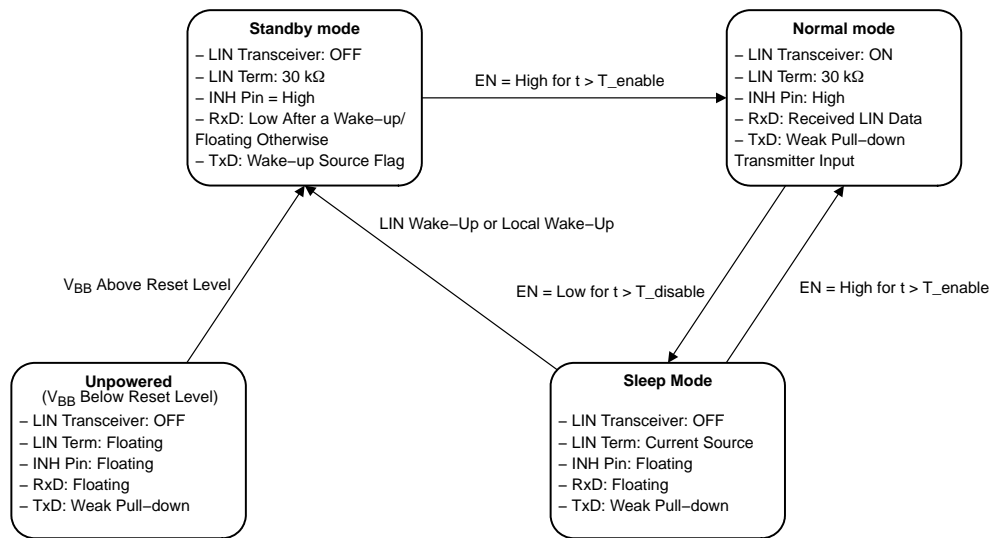 Standby mode
– LIN Transceiver: OFF
– LIN Term: 30 kΩ
– INH Pin = High
– RxD: Low After a Wake−up/
Floating Otherwise
– TxD: Wake−up Source Flag
EN = High for t > T_enable
Normal mode
– LIN Transceiver: ON
– LIN Term: 30 kΩ
– INH Pin: High
– RxD: Received LIN Data
– TxD: Weak Pull−down
Transmitter Input
LIN Wake−Up or Local Wake−Up
VBB Above Reset Level
EN = Low for t > T_disable
EN = High for t > T_enable
Unpowered
(VBB Below Reset Level)
– LIN Transceiver: OFF
– LIN Term: Floating
– INH Pin: Floating
– RxD: Floating
– TxD: Weak Pull−down
Sleep Mode
– LIN Transceiver: OFF
– LIN Term: Current Source
– INH Pin: Floating
– RxD: Floating
– TxD: Weak Pull−down